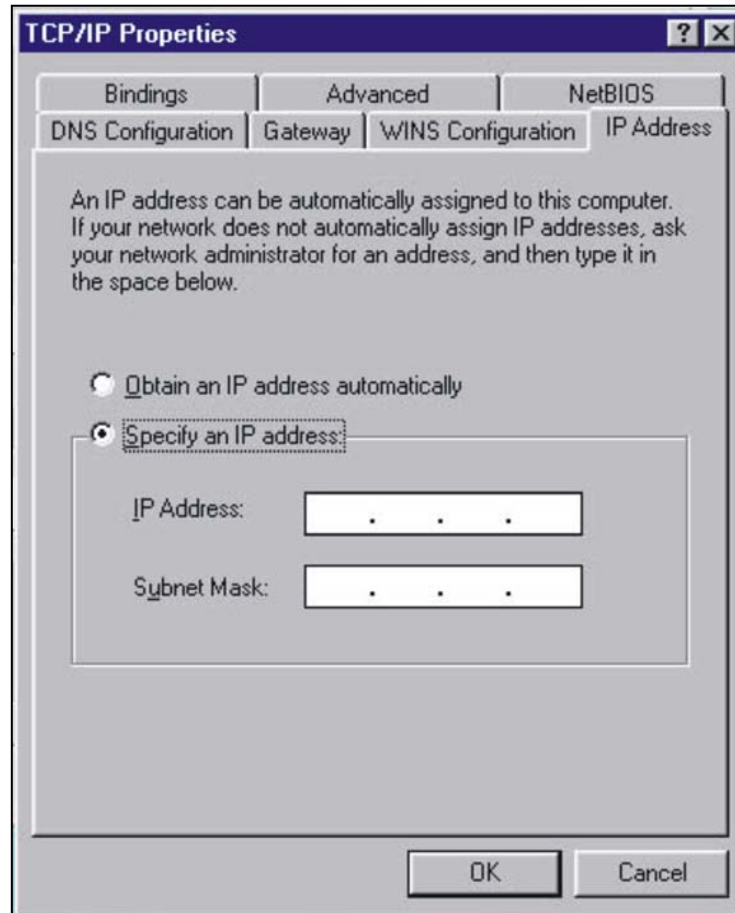 TCP/IP Properties
Bindings Advanced NetBIOS
DNS Configuration Gateway WINS Configuration IP Address
An IP address can be automatically assigned to this computer.
If your network does not automatically assign IP addresses, ask
your network administrator for an address, and then type it in
the space below.
Obtain an IP address automatically
Specify an IP address:
IP Address: . . .
Subnet Mask: . . .
OK Cancel